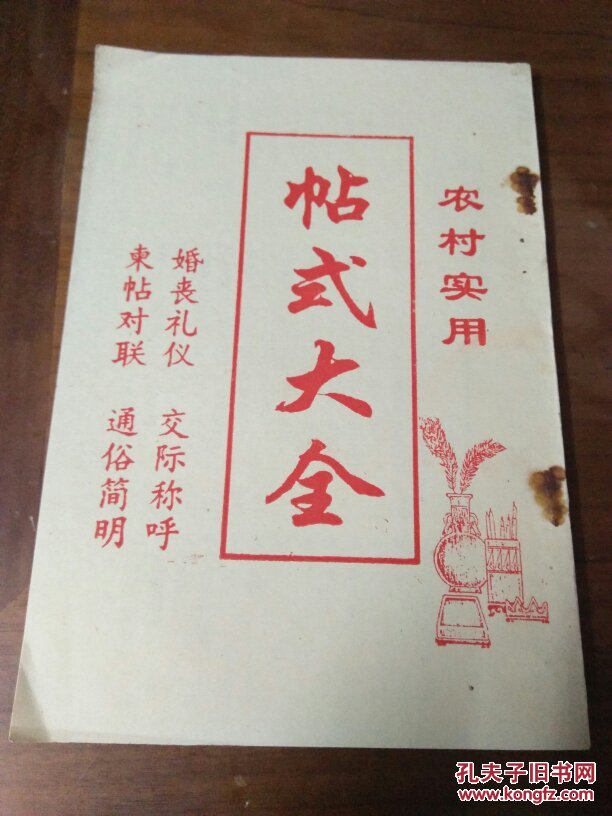 农村实用
帖式大全
婚丧礼仪 交际称呼
柬帖对联 通俗简明
孔夫子旧书网
www.kongfz.com